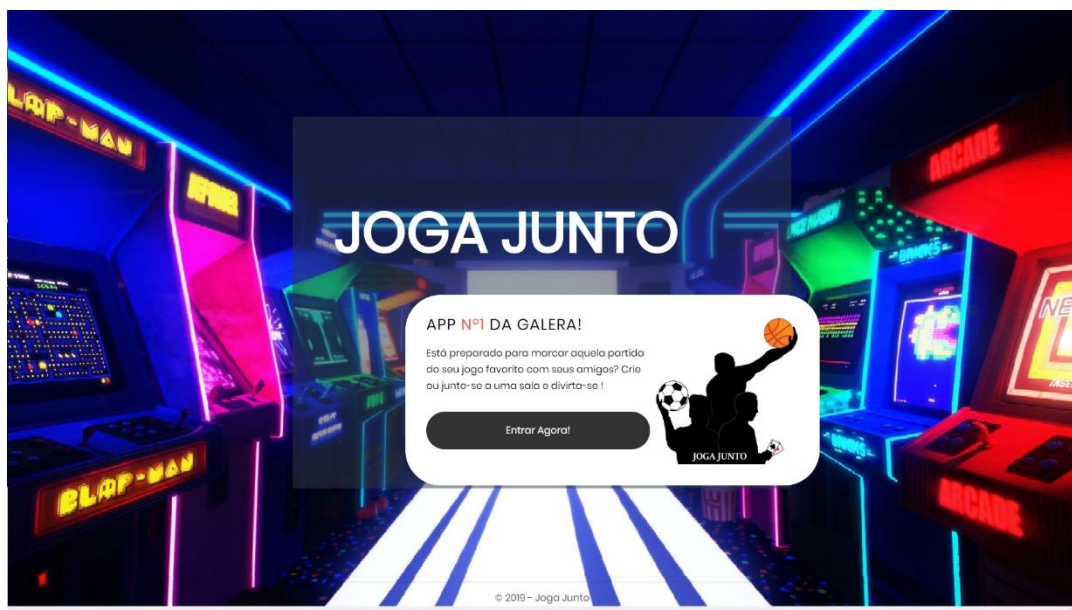 BLAP-MAN
DEFENDER
ARCADE
JOGA JUNTO
BRICKS
APP Nº1 DA GALERA!
Está preparado para marcar aquela partida
do seu jogo favorito com seus amigos? Crie
ou junte-se a uma sala e divirta-se !
Entrar Agora!
JOGA JUNTO
BLAP-MAN
ARCADE
© 2019 - Joga Junto